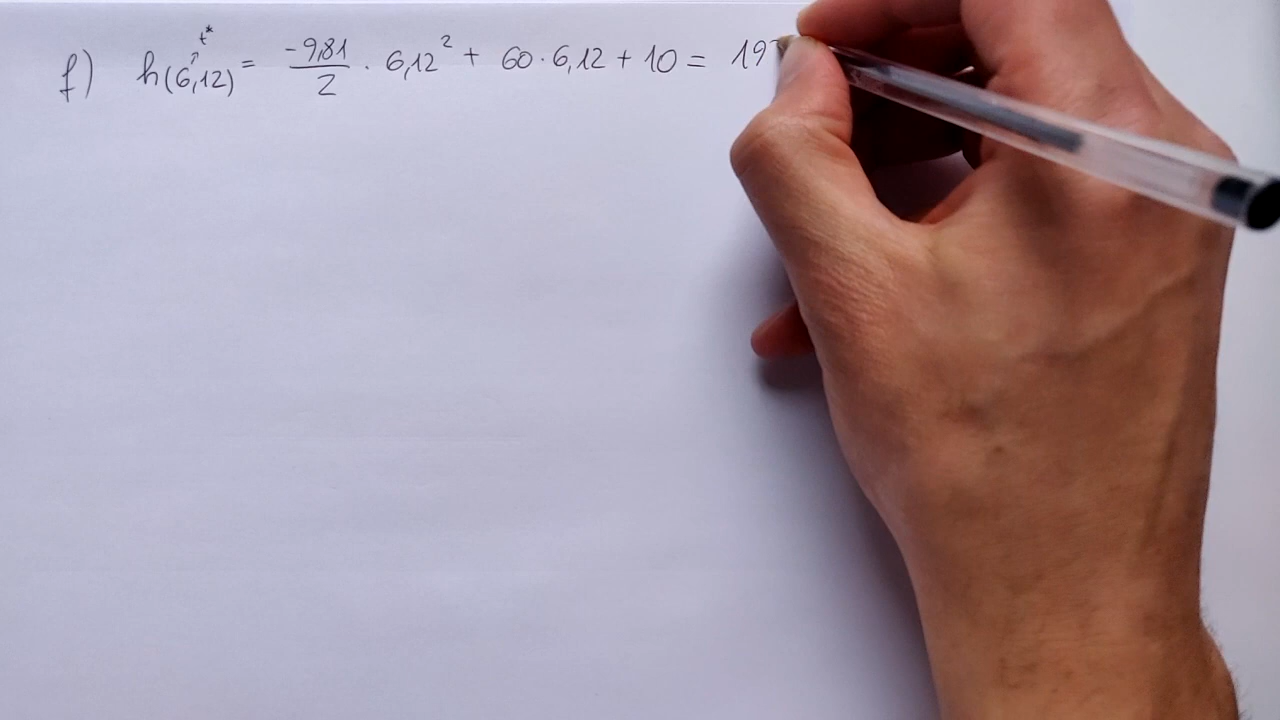 t*
f) h(6,12) = -9,81/2 · 6,12² + 60·6,12 + 10 = 19